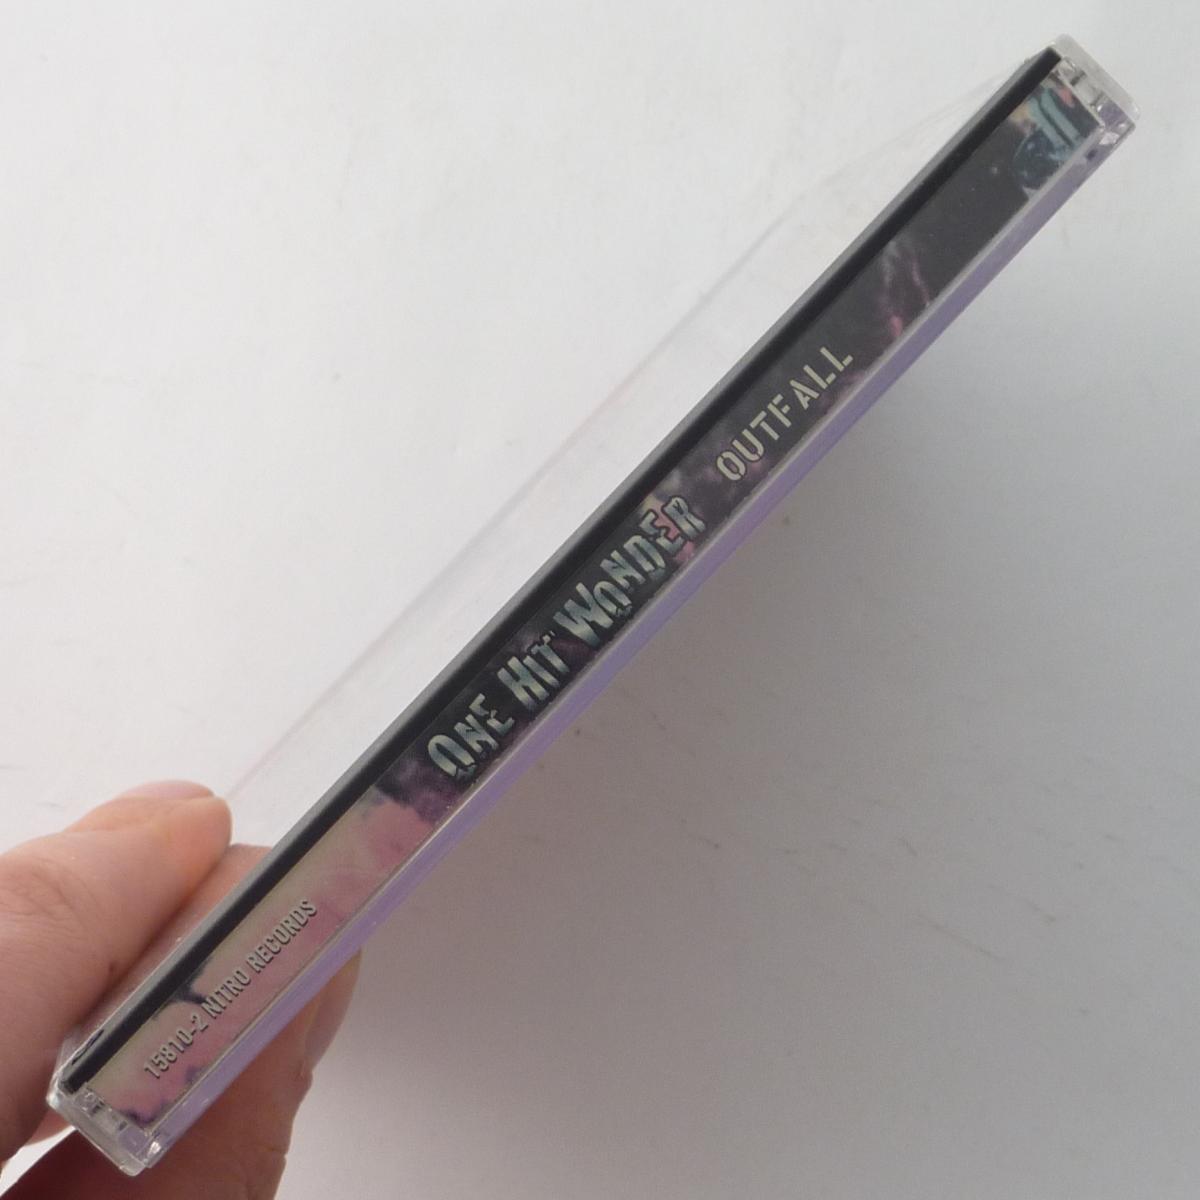 15810-2 NITRO RECORDS
ONE HIT WONDER
OUTFALL